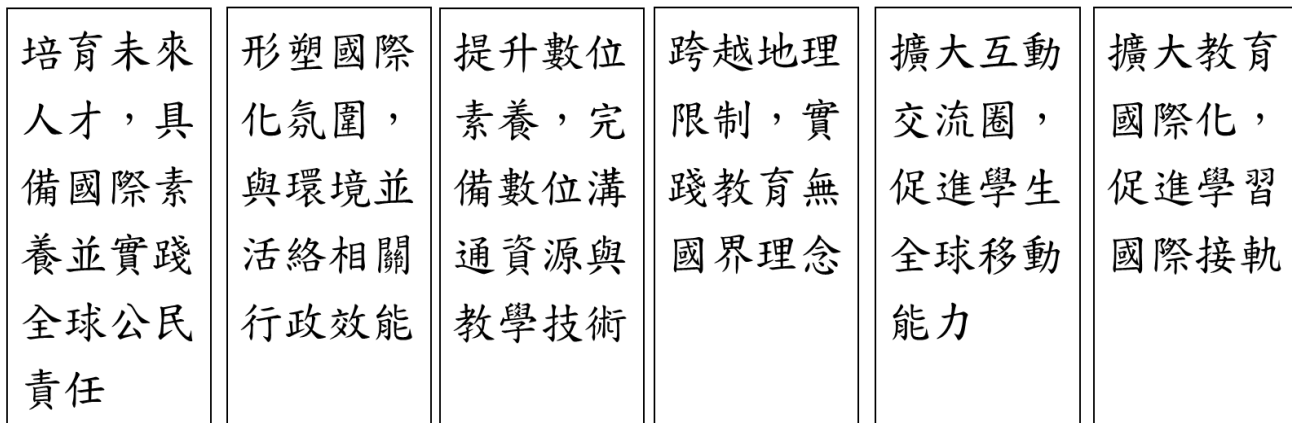 培育未來
人才，具
備國際素
養並實踐
全球公民
責任
形塑國際
化氛圍，
與環境並
活絡相關
行政效能
提升數位
素養，完
備數位溝
通資源與
教學技術
跨越地理
限制，實
踐教育無
國界理念
擴大互動
交流圈，
促進學生
全球移動
能力
擴大教育
國際化，
促進學習
國際接軌